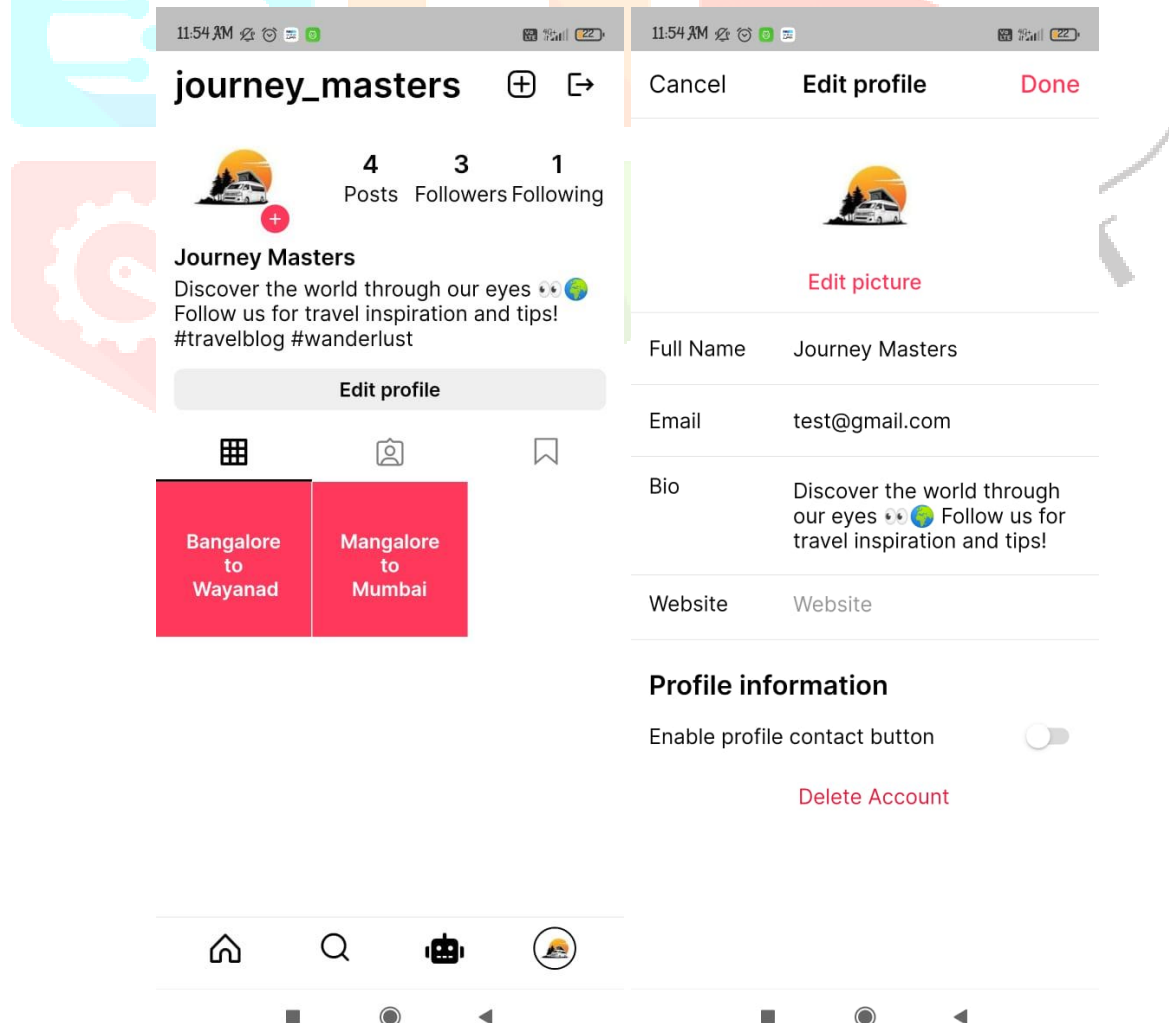 11:54 AM
22
journey_masters
4 3 1
Posts Followers Following
Journey Masters
Discover the world through our eyes 👀🌍
Follow us for travel inspiration and tips!
#travelblog #wanderlust
Edit profile
Bangalore
to
Wayanad
Mangalore
to
Mumbai
11:54 AM
22
Cancel Edit profile Done
Edit picture
Full Name Journey Masters
Email test@gmail.com
Bio Discover the world through
our eyes 👀🌍 Follow us for
travel inspiration and tips!
Website Website
Profile information
Enable profile contact button
Delete Account